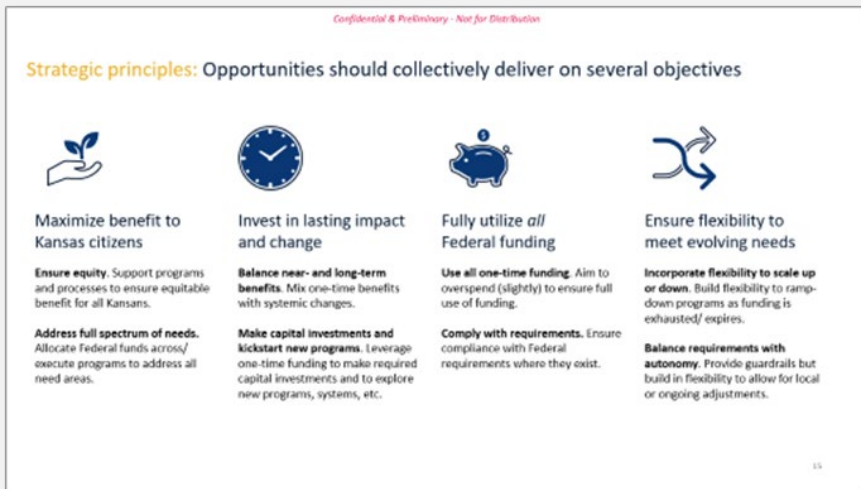 Confidential & Preliminary - Not for Distribution
Strategic principles: Opportunities should collectively deliver on several objectives
Maximize benefit to
Kansas citizens
Ensure equity. Support programs
and processes to ensure equitable
benefit for all Kansans.
Address full spectrum of needs.
Allocate Federal funds across/
execute programs to address all
need areas.
Invest in lasting impact
and change
Balance near- and long-term
benefits. Mix one-time benefits
with systemic changes.
Make capital investments and
kickstart new programs. Leverage
one-time funding to make required
capital investments and to explore
new programs, systems, etc.
$
Fully utilize all
Federal funding
Use all one-time funding. Aim to
overspend (slightly) to ensure full
use of funding.
Comply with requirements. Ensure
compliance with Federal
requirements where they exist.
Ensure flexibility to
meet evolving needs
Incorporate flexibility to scale up
or down. Build flexibility to ramp-
down programs as funding is
exhausted/ expires.
Balance requirements with
autonomy. Provide guardrails but
build in flexibility to allow for local
or ongoing adjustments.
15